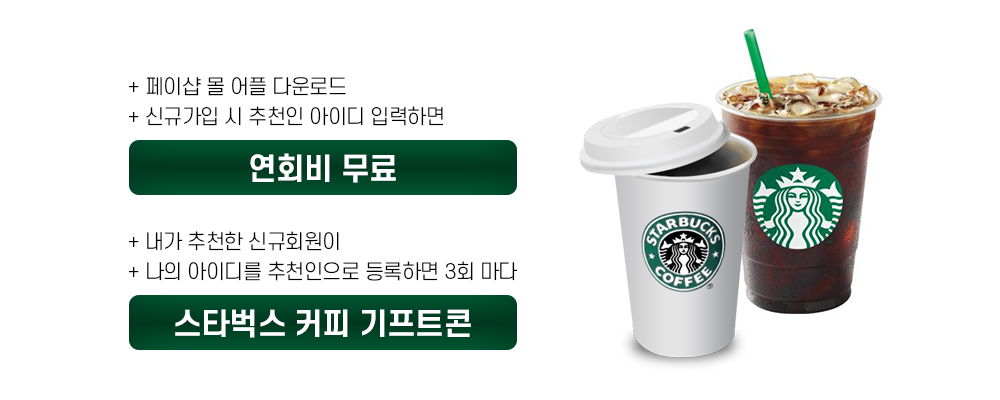 + 페이샵 몰 어플 다운로드
+ 신규가입 시 추천인 아이디 입력하면
연회비 무료
+ 내가 추천한 신규회원이
+ 나의 아이디를 추천인으로 등록하면 3회 마다
스타벅스 커피 기프트콘
STARBUCKS
COFFEE
®